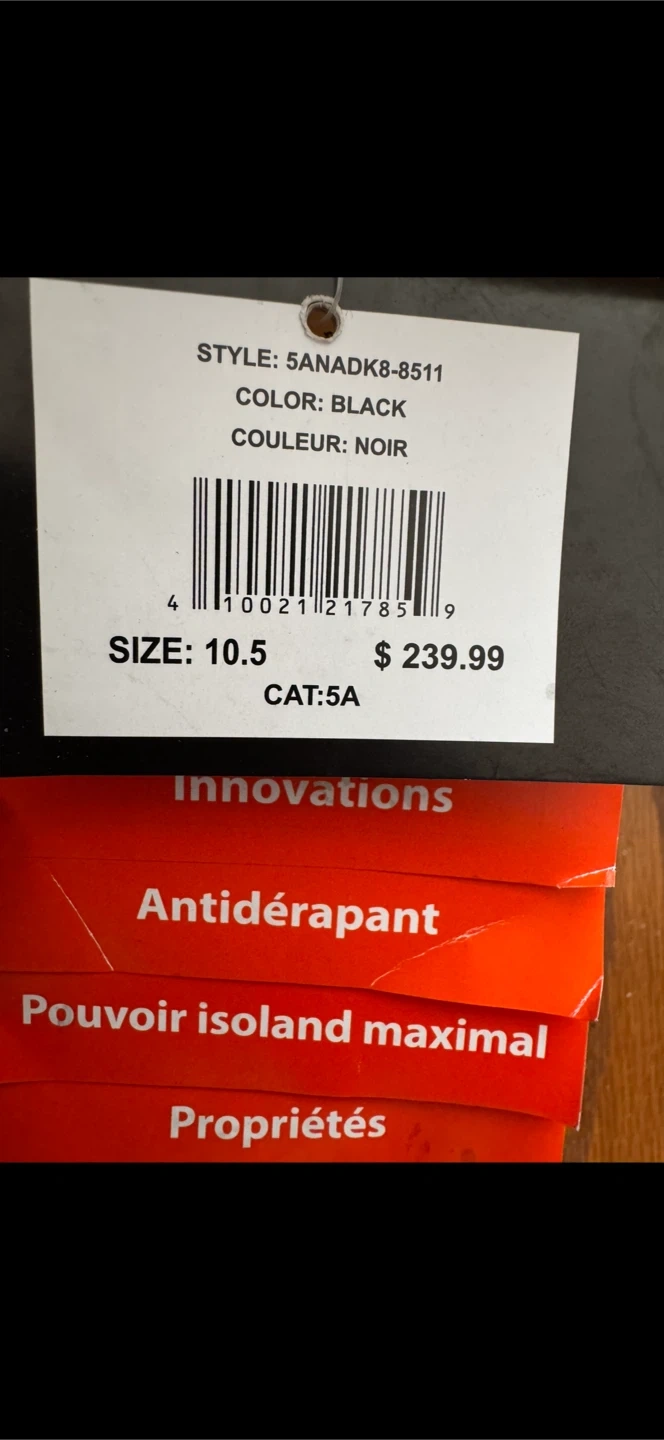 STYLE: 5ANADK8-8511
COLOR: BLACK
COULEUR: NOIR
4 10021 21785 9
SIZE: 10.5 $ 239.99
CAT:5A
Innovations
Antidérapant
Pouvoir isoland maximal
Propriétés